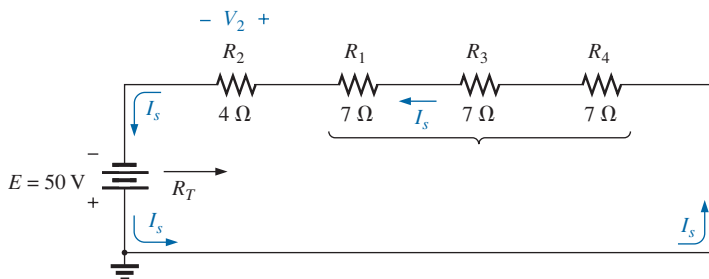 − V2 +
R2 R1 R3 R4
Is 4 Ω 7 Ω Is 7 Ω 7 Ω
−
E = 50 V RT
+
Is Is